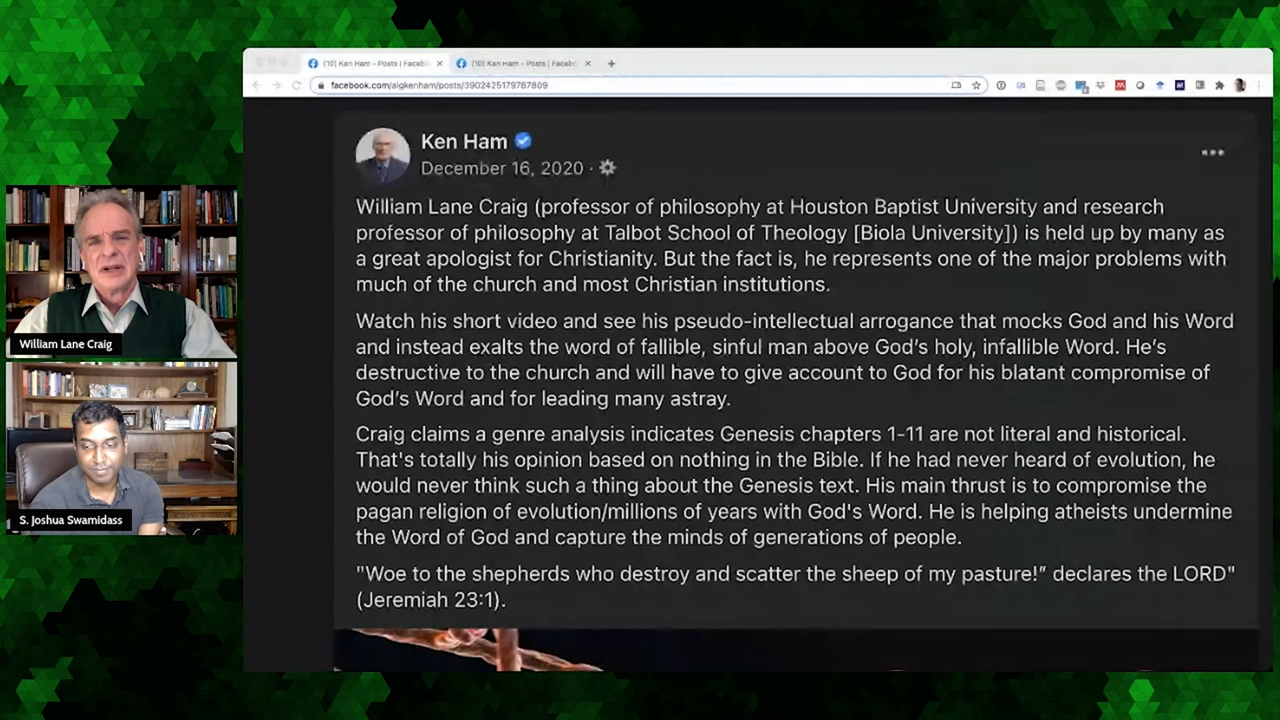 (10) Ken Ham - Posts | Facebo
(10) Ken Ham - Posts | Facebo
facebook.com/aigkenham/posts/3902425179787809
Ken Ham
December 16, 2020 ·
William Lane Craig (professor of philosophy at Houston Baptist University and research
professor of philosophy at Talbot School of Theology [Biola University]) is held up by many as
a great apologist for Christianity. But the fact is, he represents one of the major problems with
much of the church and most Christian institutions.
Watch his short video and see his pseudo-intellectual arrogance that mocks God and his Word
and instead exalts the word of fallible, sinful man above God’s holy, infallible Word. He’s
destructive to the church and will have to give account to God for his blatant compromise of
God’s Word and for leading many astray.
Craig claims a genre analysis indicates Genesis chapters 1-11 are not literal and historical.
That's totally his opinion based on nothing in the Bible. If he had never heard of evolution, he
would never think such a thing about the Genesis text. His main thrust is to compromise the
pagan religion of evolution/millions of years with God's Word. He is helping atheists undermine
the Word of God and capture the minds of generations of people.
"Woe to the shepherds who destroy and scatter the sheep of my pasture!” declares the LORD"
(Jeremiah 23:1).
William Lane Craig
S. Joshua Swamidass